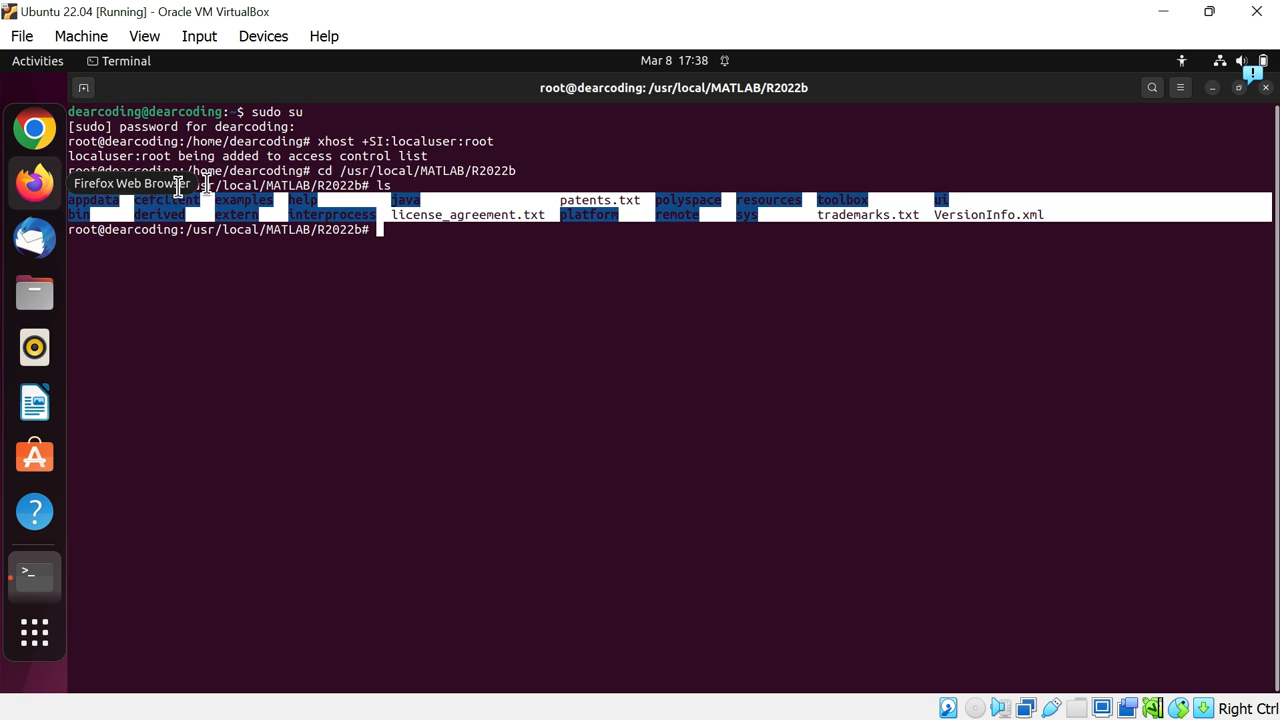 Ubuntu 22.04 [Running] - Oracle VM VirtualBox
File Machine View Input Devices Help
Activities Terminal Mar 8 17:38
root@dearcoding: /usr/local/MATLAB/R2022b
dearcoding@dearcoding:~$ sudo su
[sudo] password for dearcoding:
root@dearcoding:/home/dearcoding# xhost +SI:localuser:root
localuser:root being added to access control list
root@dearcoding:/home/dearcoding# cd /usr/local/MATLAB/R2022b
Firefox Web Browser /local/MATLAB/R2022b# ls
appdata cefclient examples help java patents.txt polyspace resources toolbox ui
bin derived extern interprocess license_agreement.txt platform remote sys trademarks.txt VersionInfo.xml
root@dearcoding:/usr/local/MATLAB/R2022b#
Right Ctrl